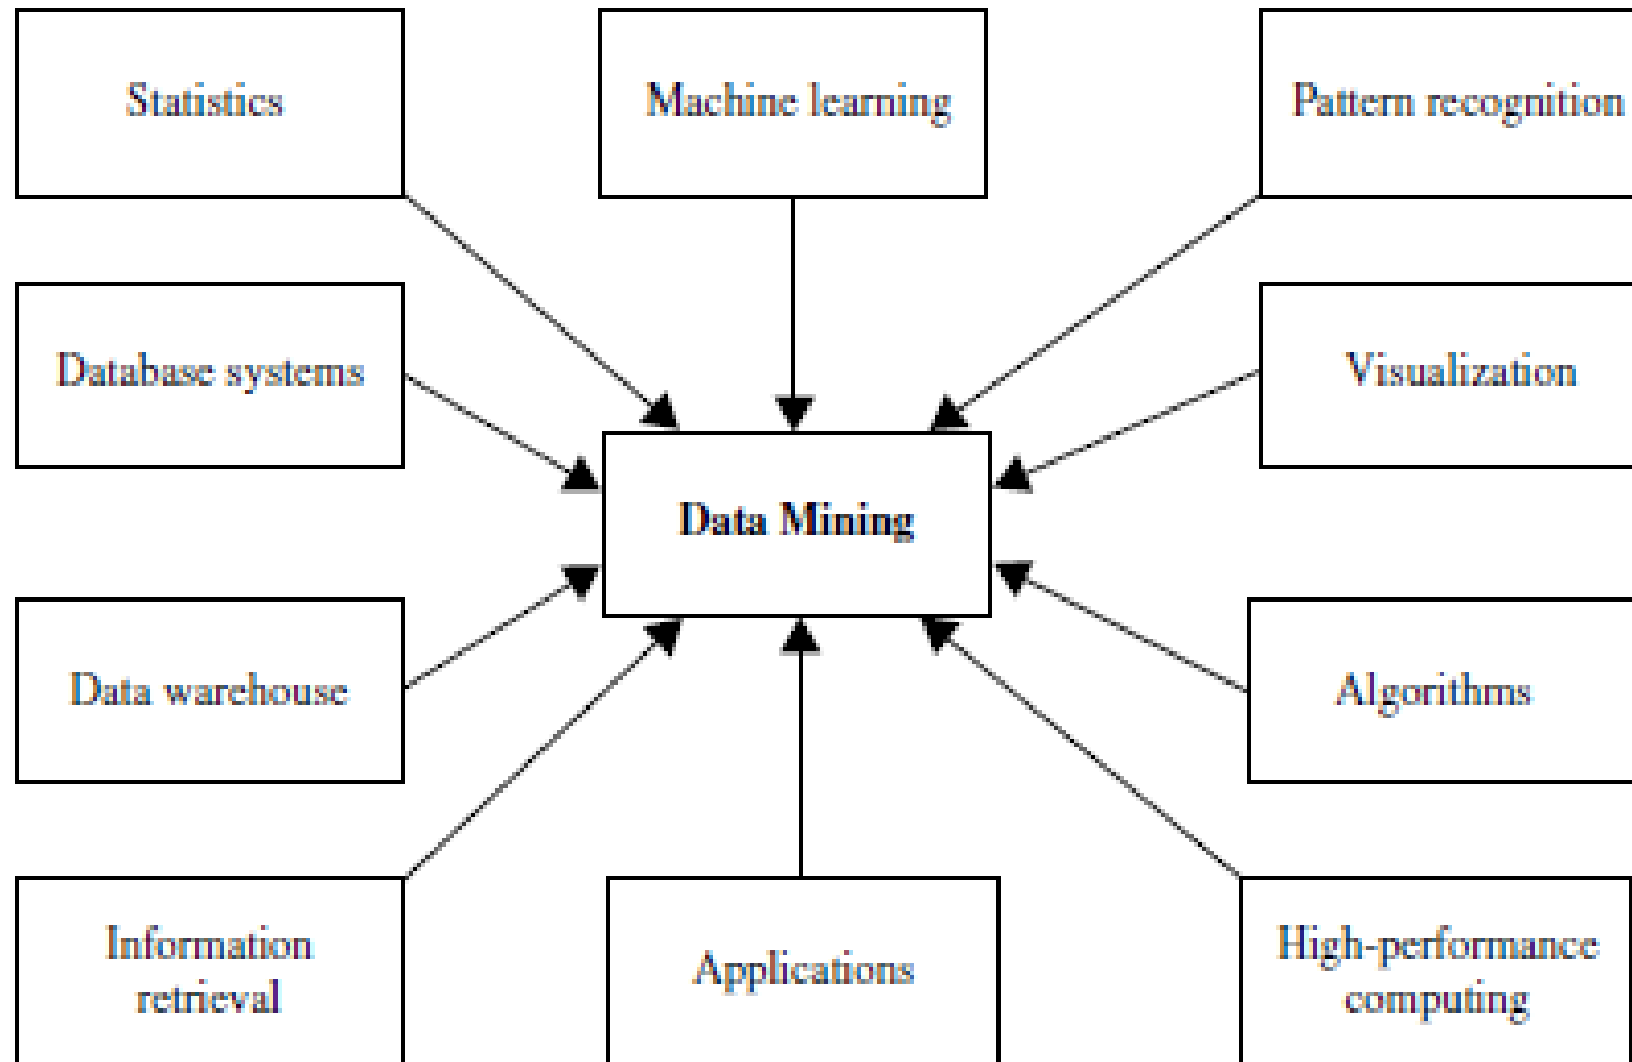 Statistics
Machine learning
Pattern recognition
Database systems
Visualization
Data Mining
Data warehouse
Algorithms
Information
retrieval
Applications
High-performance
computing